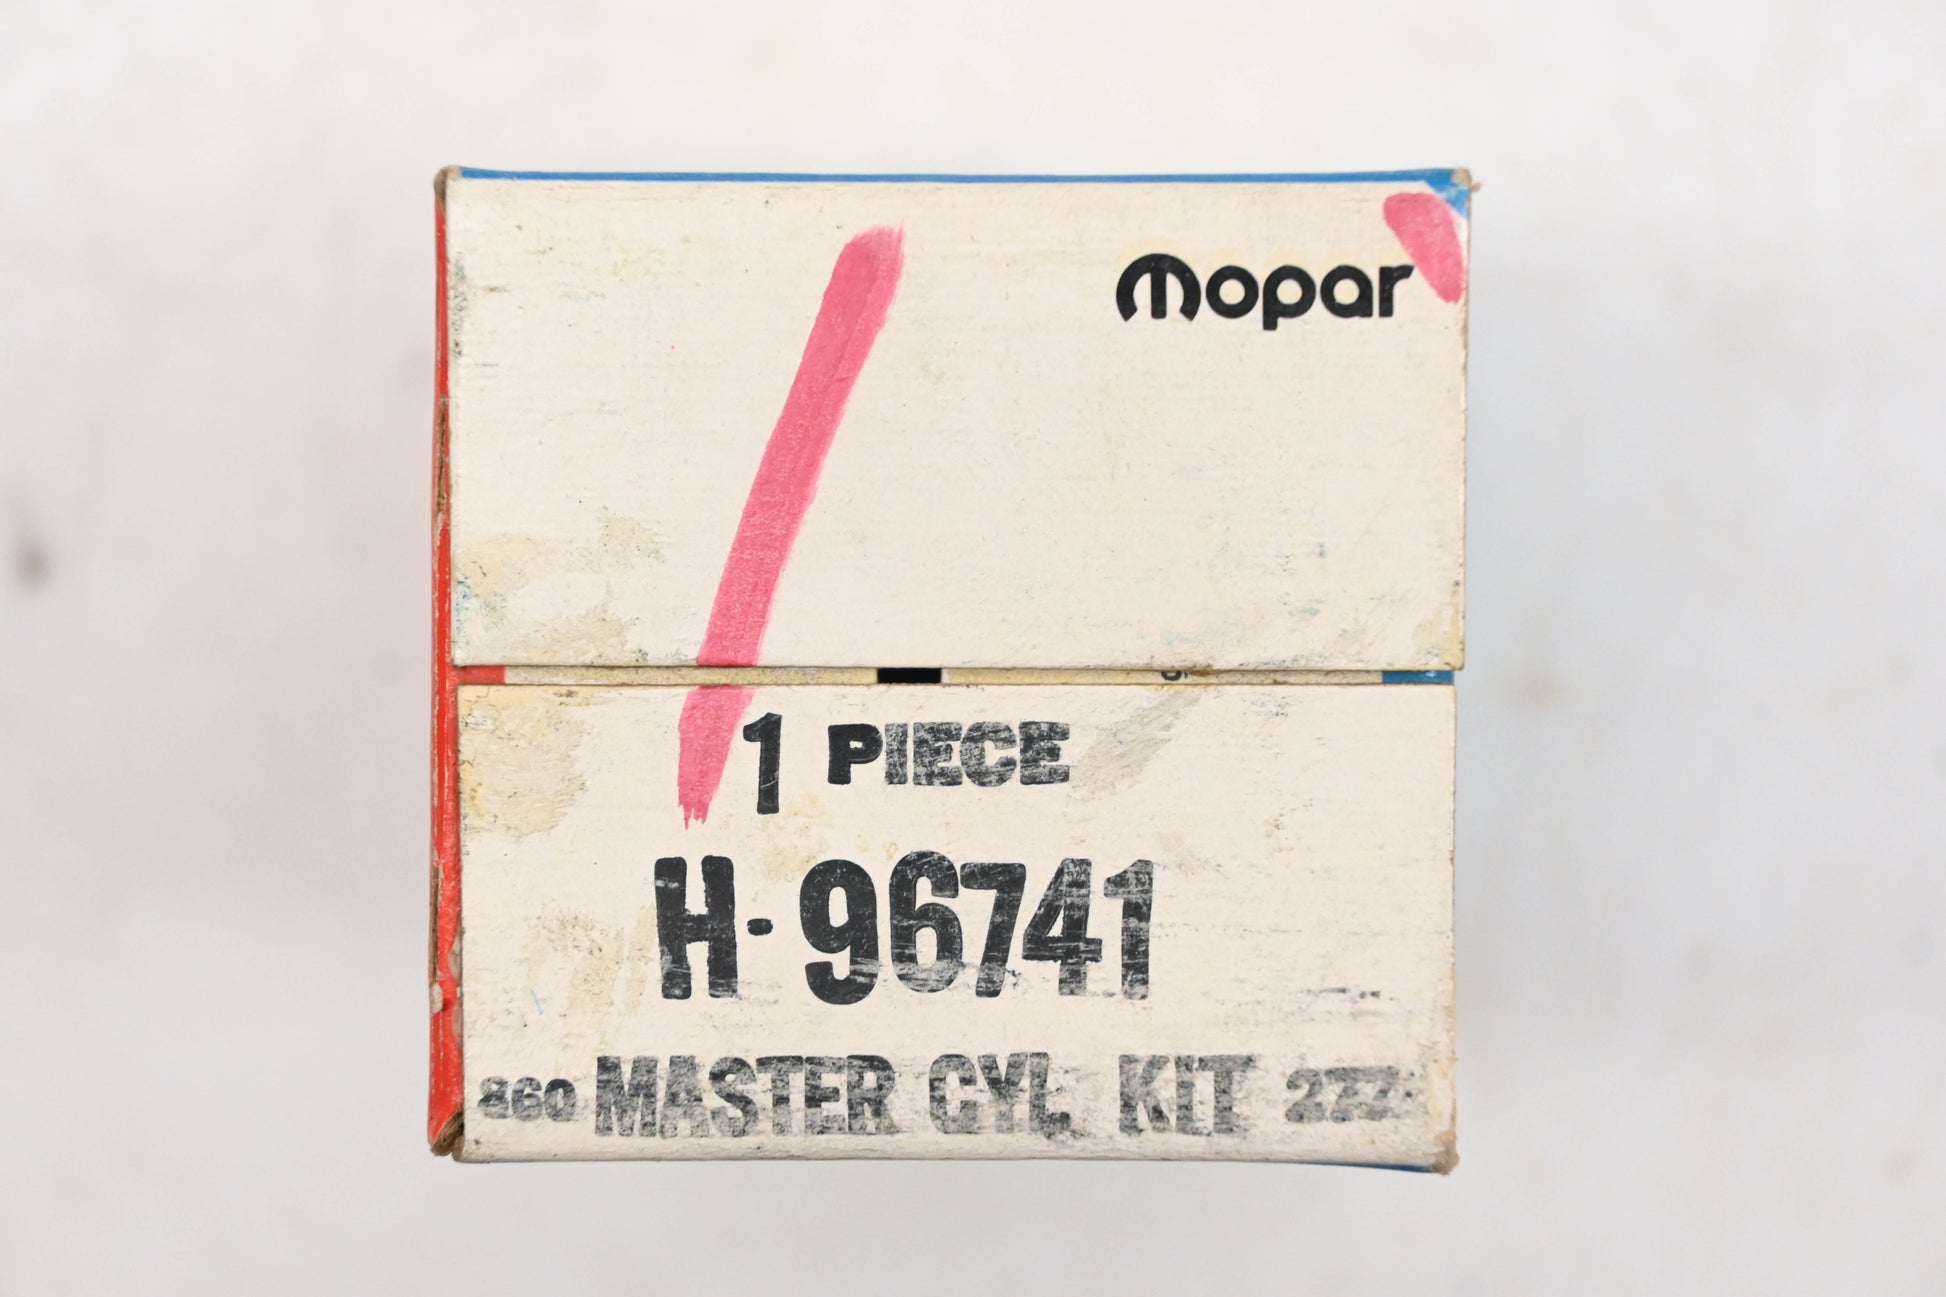 mopar
1 PIECE
H-96741
860 MASTER CYL KIT